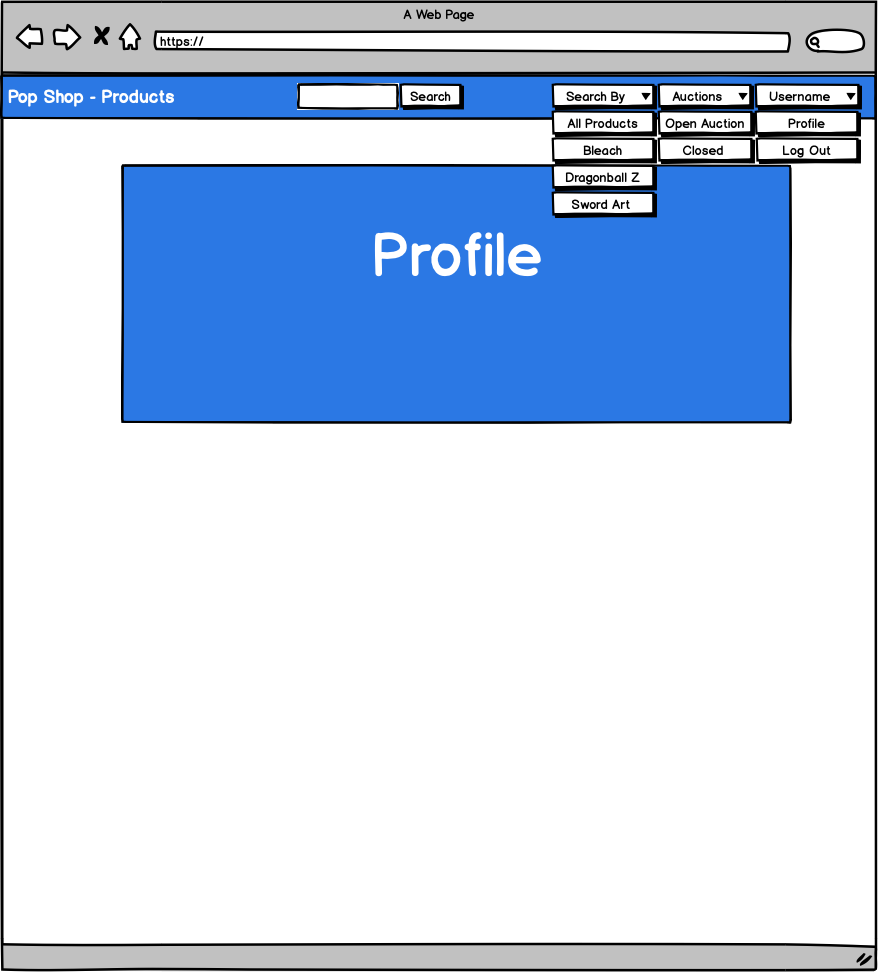 A Web Page
https://
Pop Shop - Products
Search
Search By
Auctions
Username
All Products
Open Auction
Profile
Bleach
Closed
Log Out
Dragonball Z
Sword Art
Profile